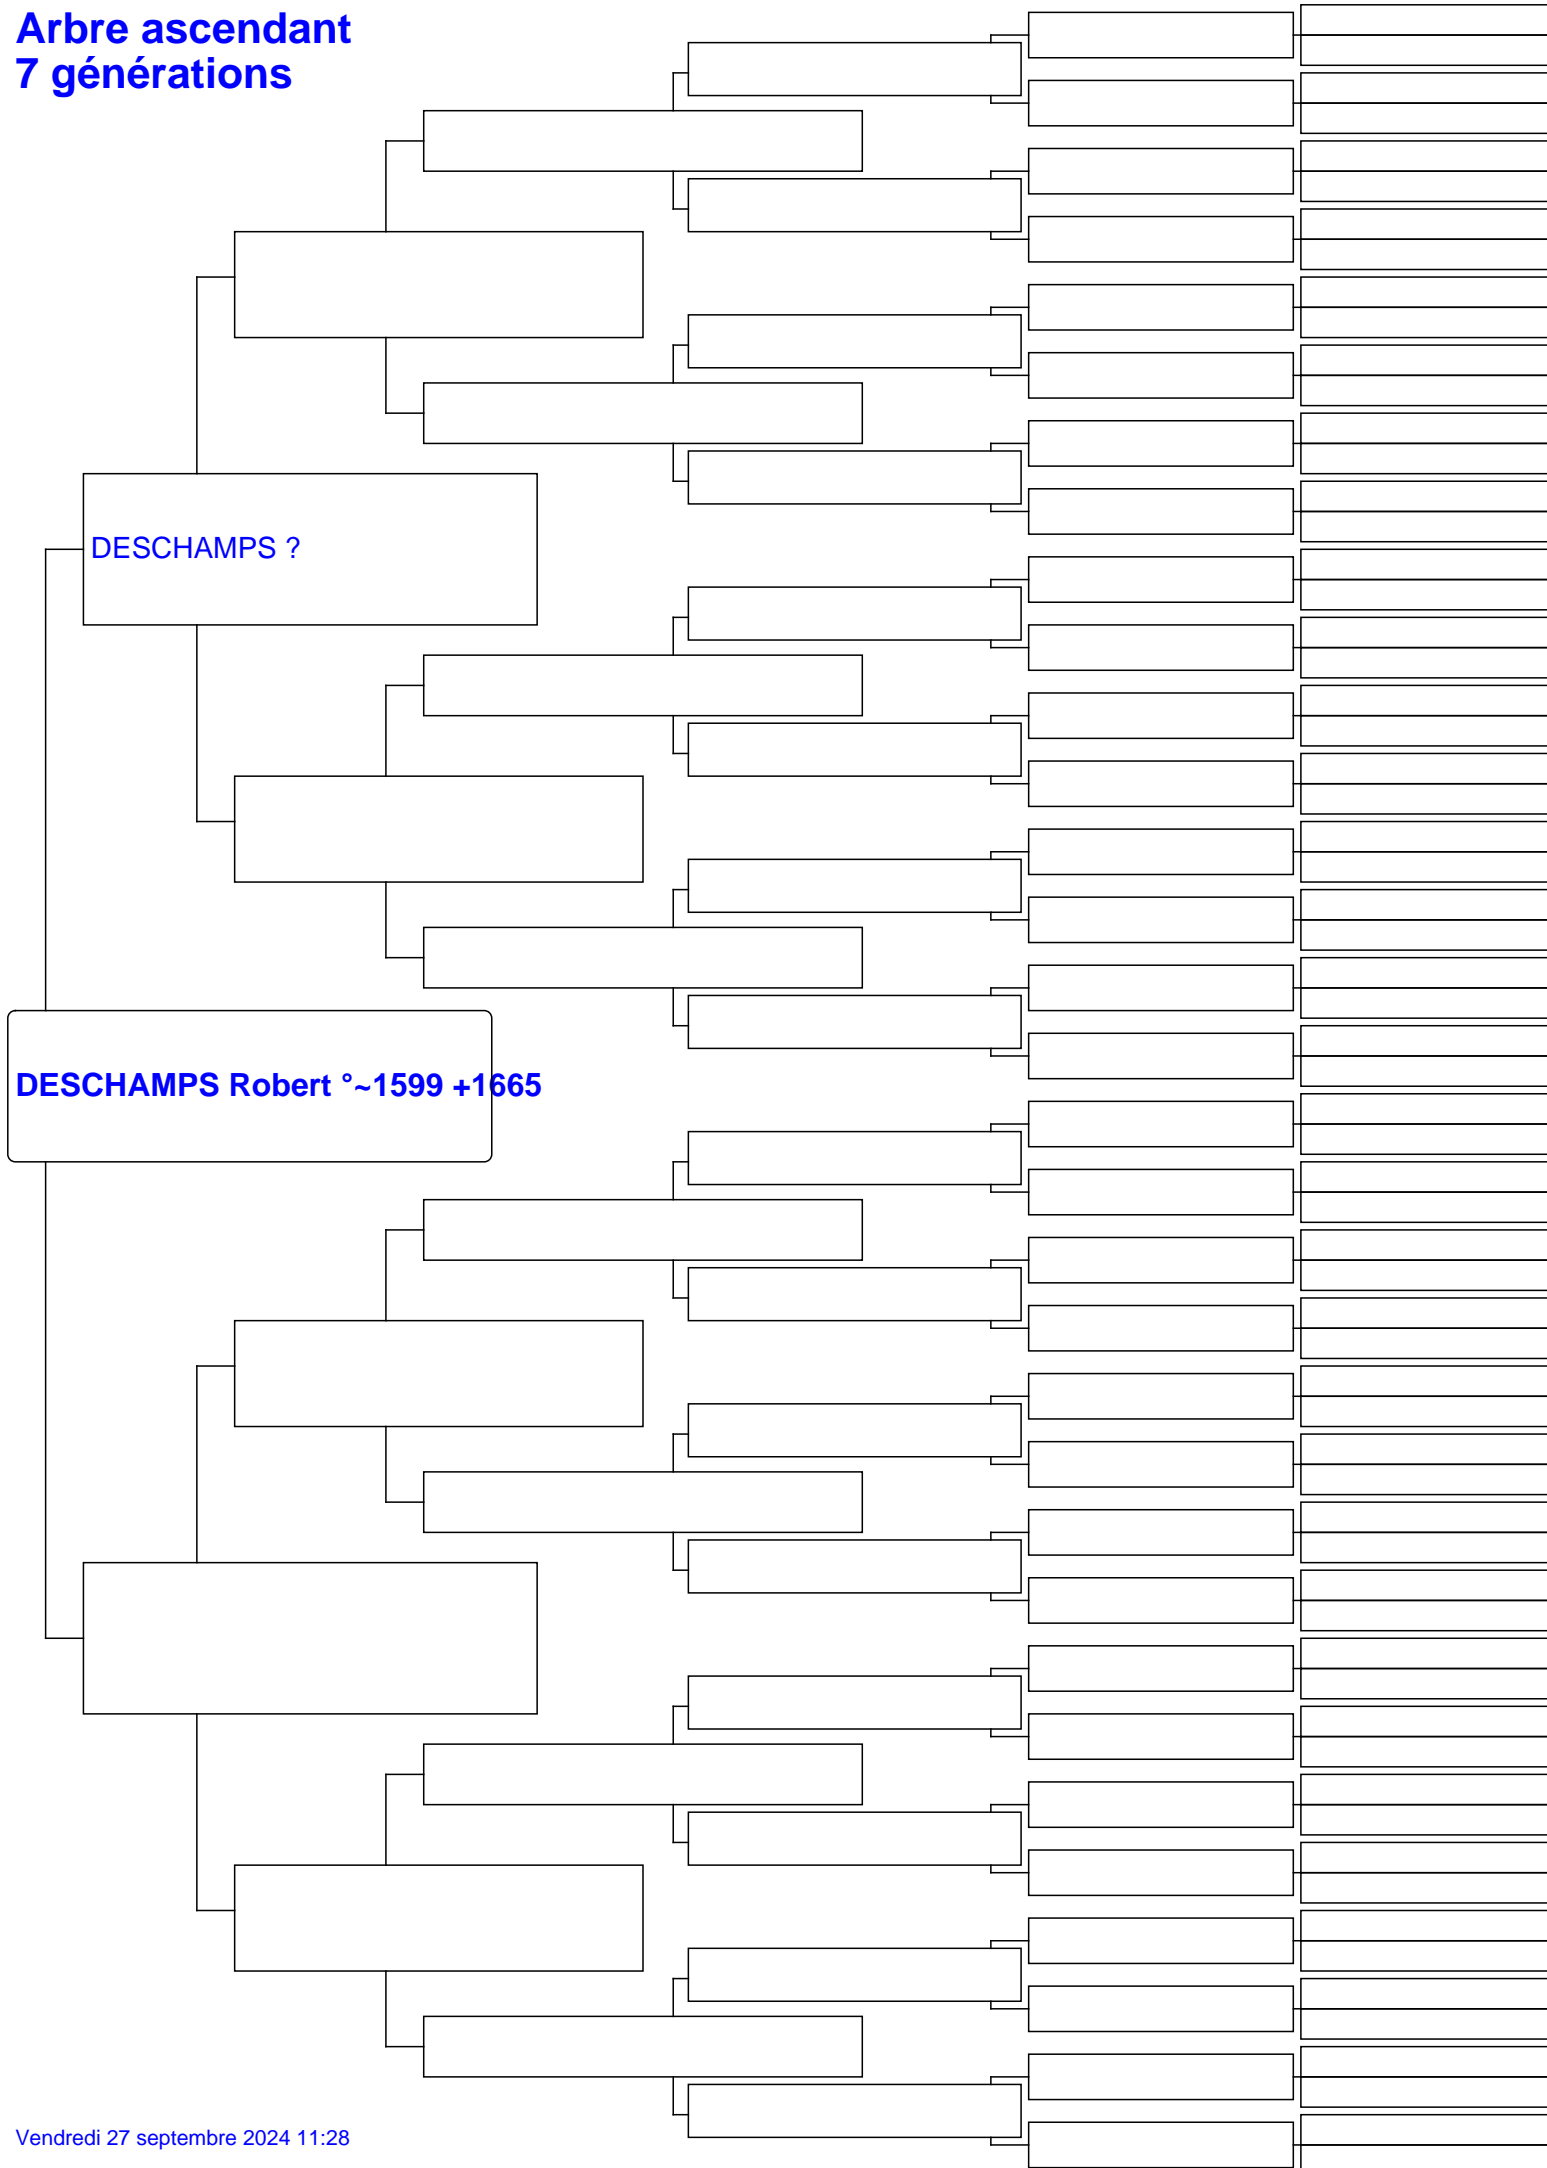 Arbre ascendant
7 générations
DESCHAMPS ?
DESCHAMPS Robert °~1599 +1665
Vendredi 27 septembre 2024 11:28